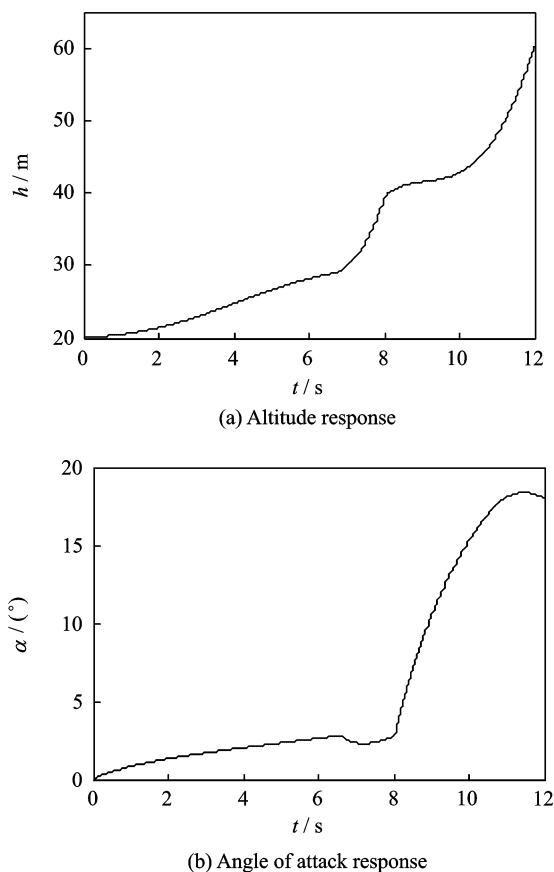 60
50
40
30
20
h / m
0 2 4 6 8 10 12
t / s
(a) Altitude response
20
15
10
5
0
α / (°)
0 2 4 6 8 10 12
t / s
(b) Angle of attack response